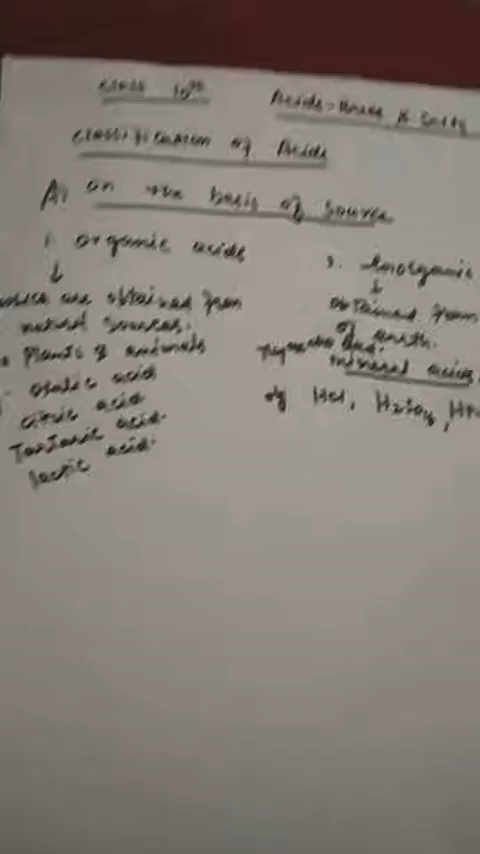 Class 10th
Acids-Bases & Salts
Classification of Acids
A) on the basis of source
1. organic acids
↓
which are obtained from
natural sources.
Plants & animals
oxalic acid
citric acid
Tartaric acid.
lactic acid.
2. Inorganic
↓
obtained from
of earth.
mineral acids.
eg HCl, H2SO4,